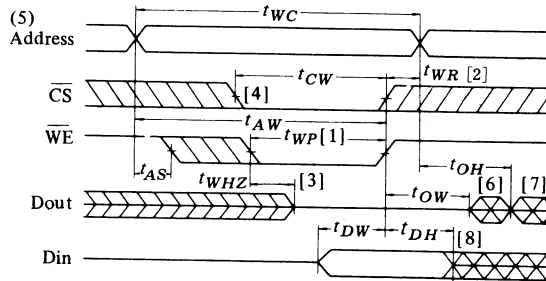 (5)
tWC
Address
tCW
tWR [2]
CS
[4]
tAW
WE
tWP [1]
tAS
tOH
tWHZ
[3]
tOW
[6]
[7]
Dout
tDW
tDH
[8]
Din